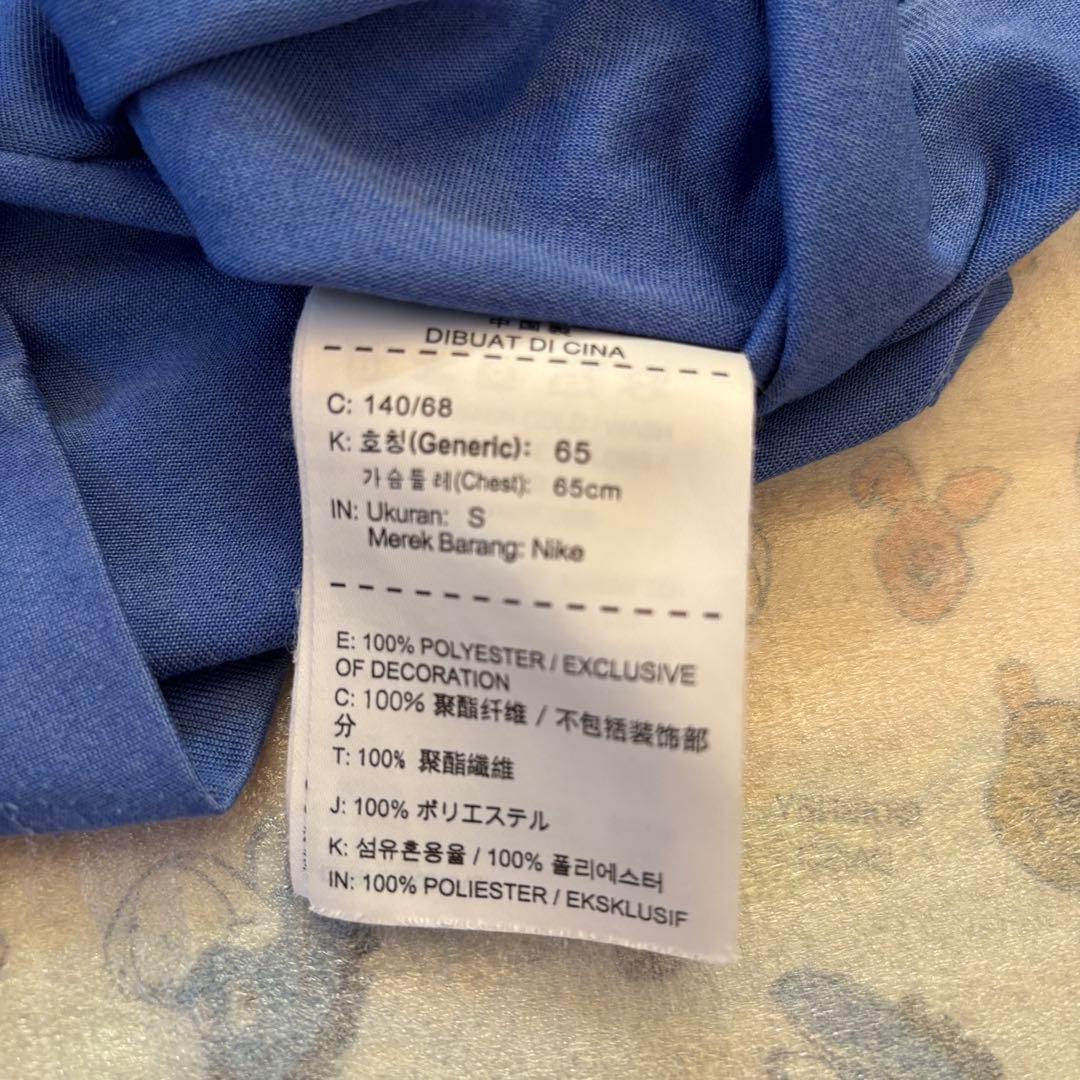 中国製
DIBUAT DI CINA
C: 140/68
K: 호칭(Generic): 65
가슴둘레(Chest): 65cm
IN: Ukuran: S
Merek Barang: Nike
E: 100% POLYESTER / EXCLUSIVE
OF DECORATION
C: 100% 聚酯纤维 / 不包括装饰部
分
T: 100% 聚酯纖維
J: 100% ポリエステル
K: 섬유혼용율 / 100% 폴리에스터
IN: 100% POLIESTER / EKSKLUSIF